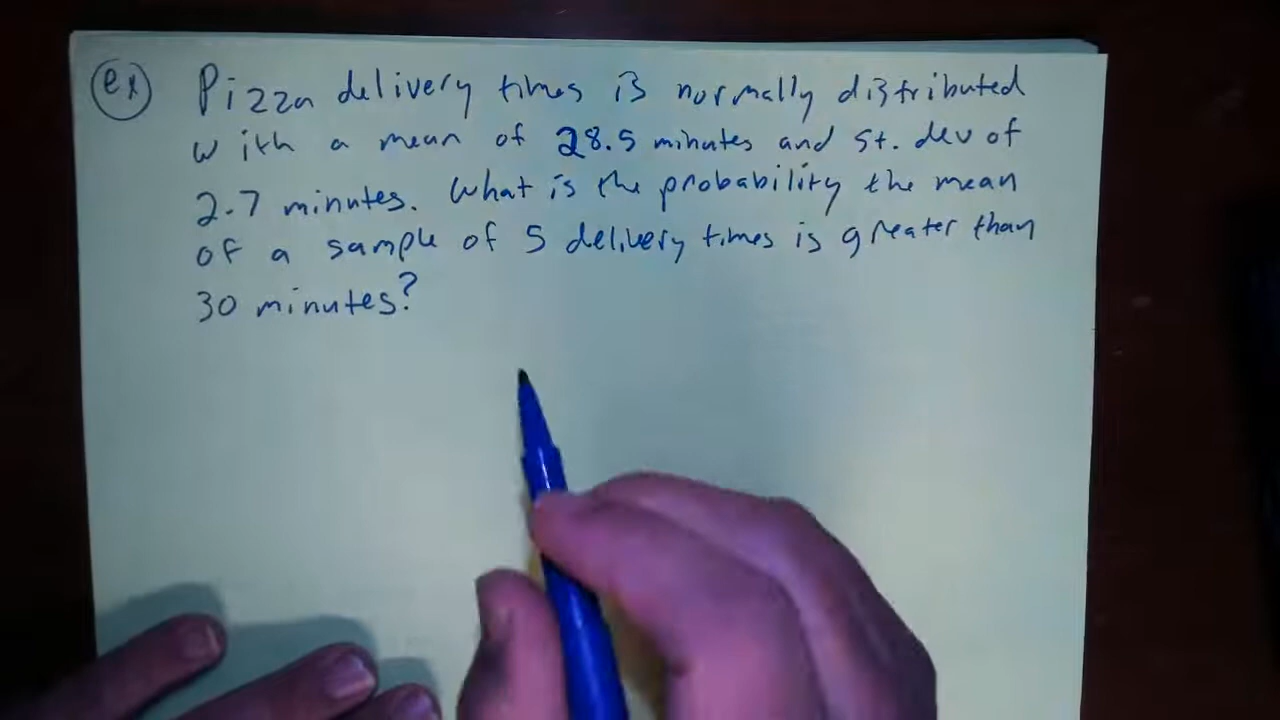 ex Pizza delivery times is normally distributed
with a mean of 28.5 minutes and st. dev of
2.7 minutes. What is the probability the mean
of a sample of 5 delivery times is greater than
30 minutes?